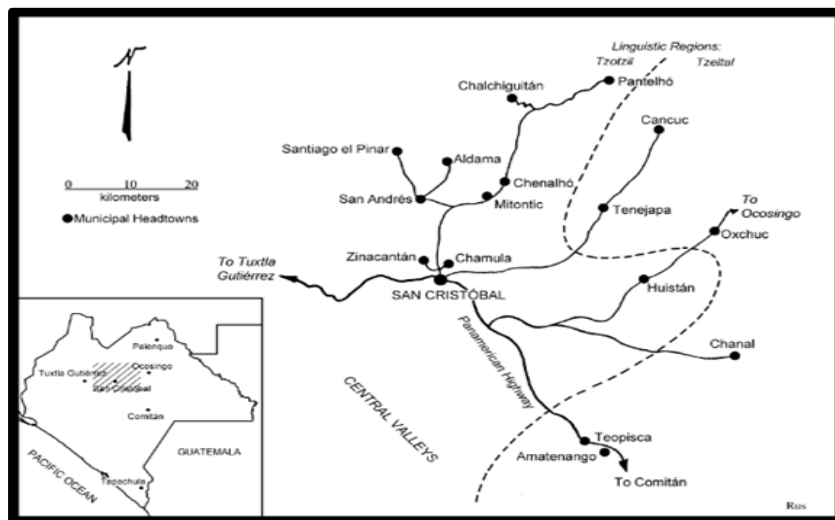 Linguistic Regions:
Tzotzil Tzeltal
Chalchiguitán
Pantelhó
Cancuc
Santiago el Pinar
Aldama
Chenalhó
San Andrés
Mitontic
Tenejapa
To
Ocosingo
Oxchuc
0 10 20
kilometers
Municipal Headtowns
Zinacantán
Chamula
To Tuxtla
Gutiérrez
SAN CRISTÓBAL
Huistán
Panamerican Highway
Chanal
CENTRAL VALLEYS
Teopisca
Amatenango
To Comitán
Palenque
Ocosingo
Tuxtla Gutiérrez
San Cristóbal
Comitán
GUATEMALA
PACIFIC OCEAN
Tapachula
Rus
N